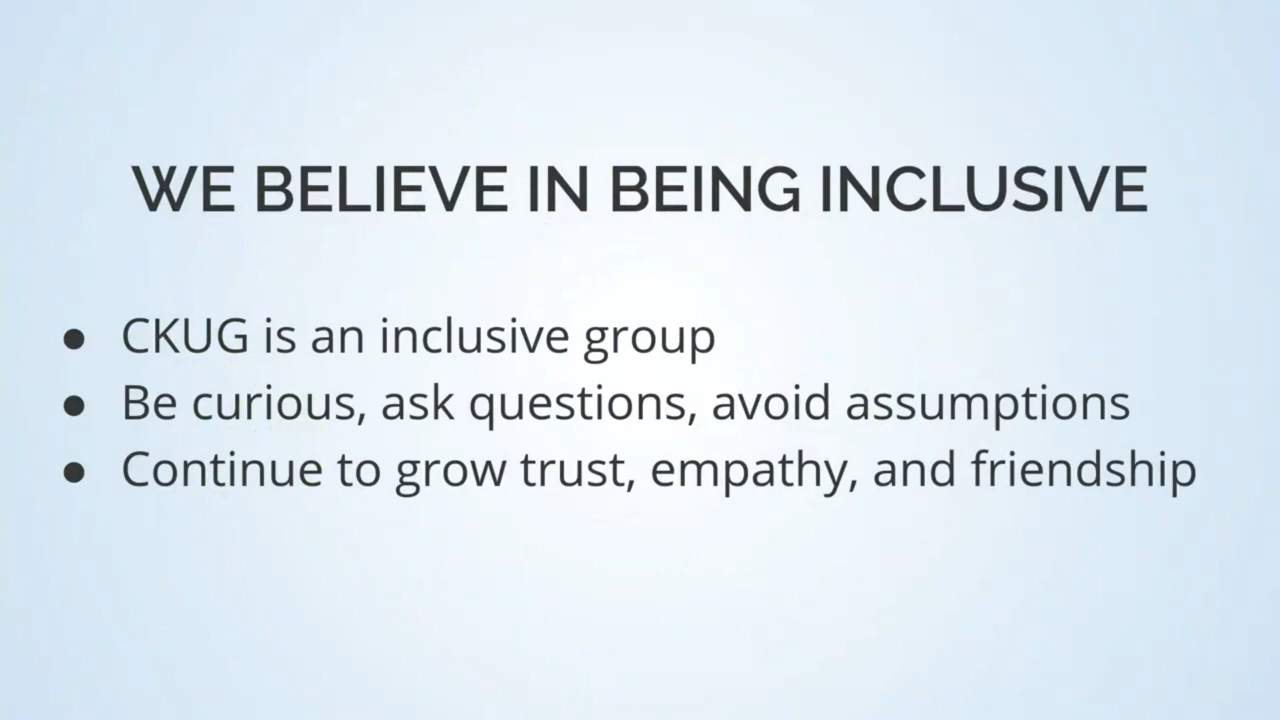 WE BELIEVE IN BEING INCLUSIVE
● CKUG is an inclusive group
● Be curious, ask questions, avoid assumptions
● Continue to grow trust, empathy, and friendship